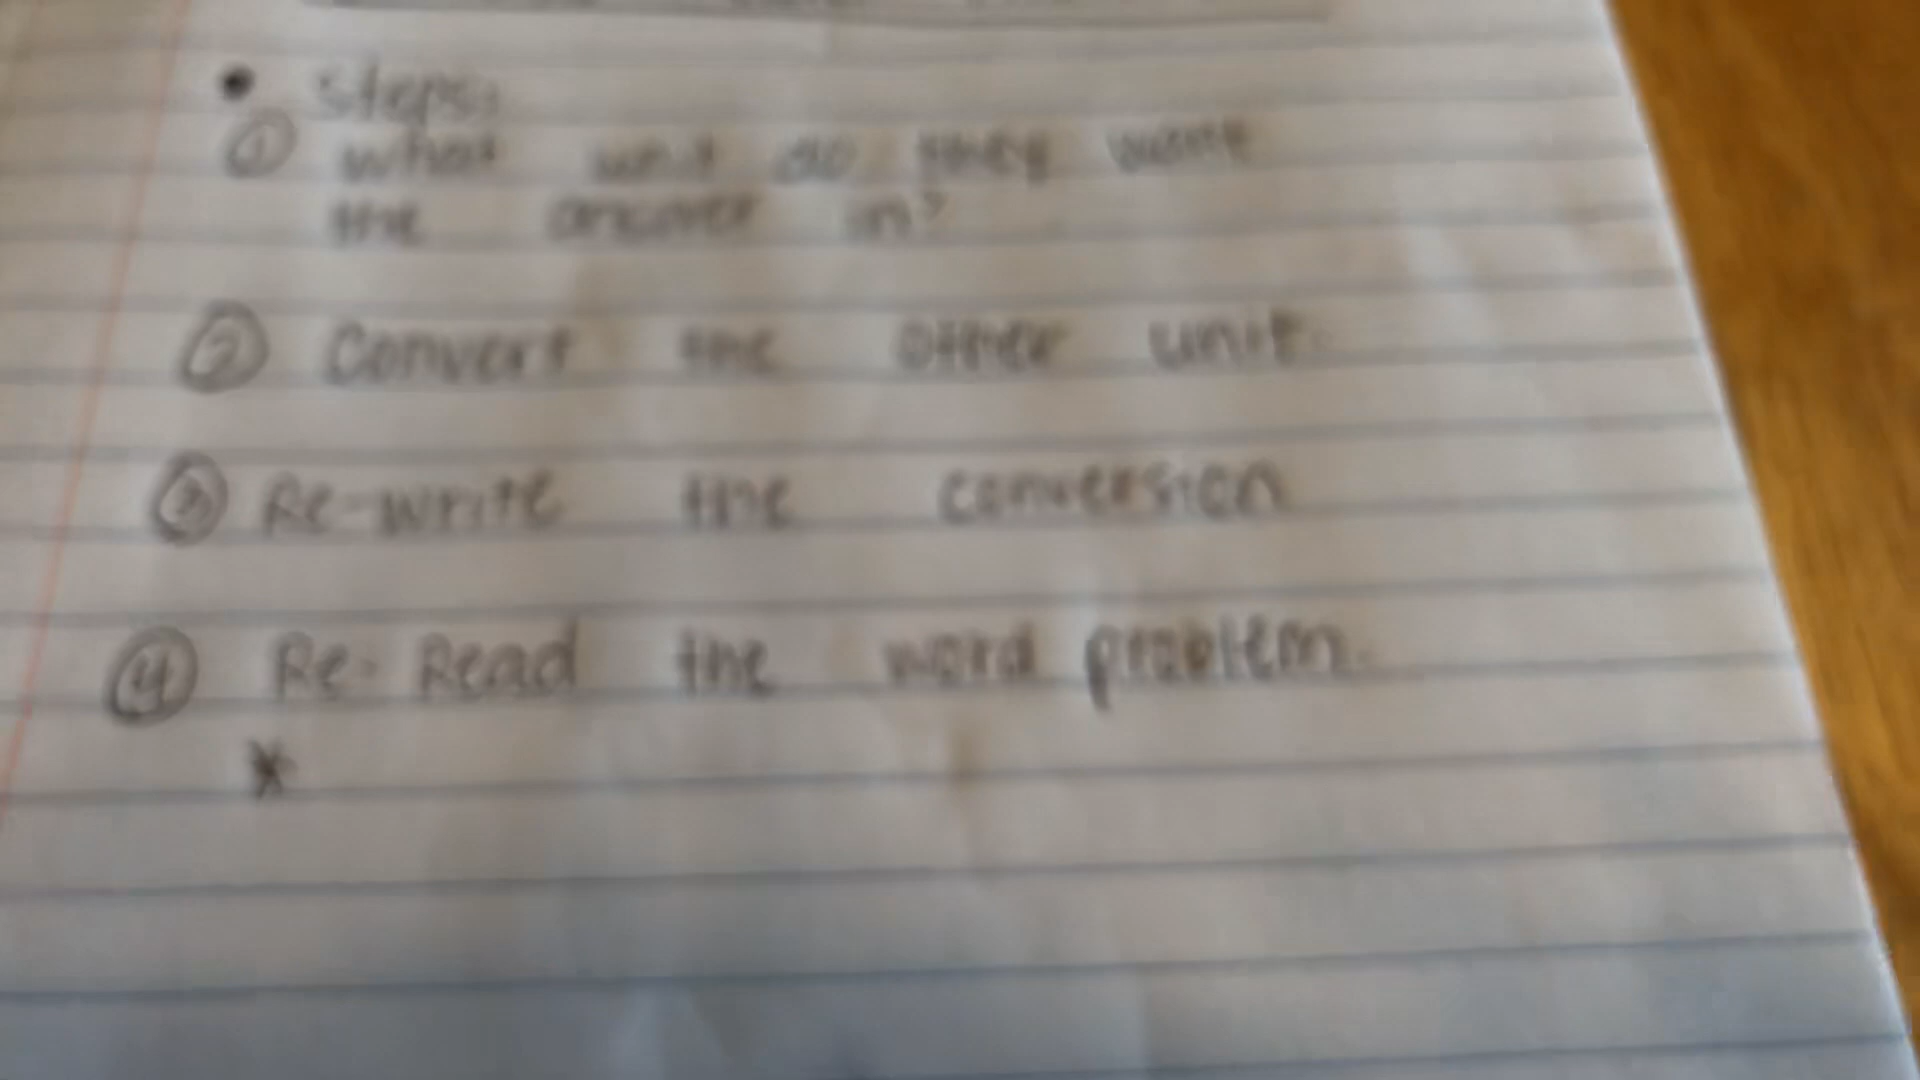 • Steps:
① What unit do they want
the answer in?
② Convert the other unit.
③ Re-write the conversion
④ Re-Read the word problem.
*